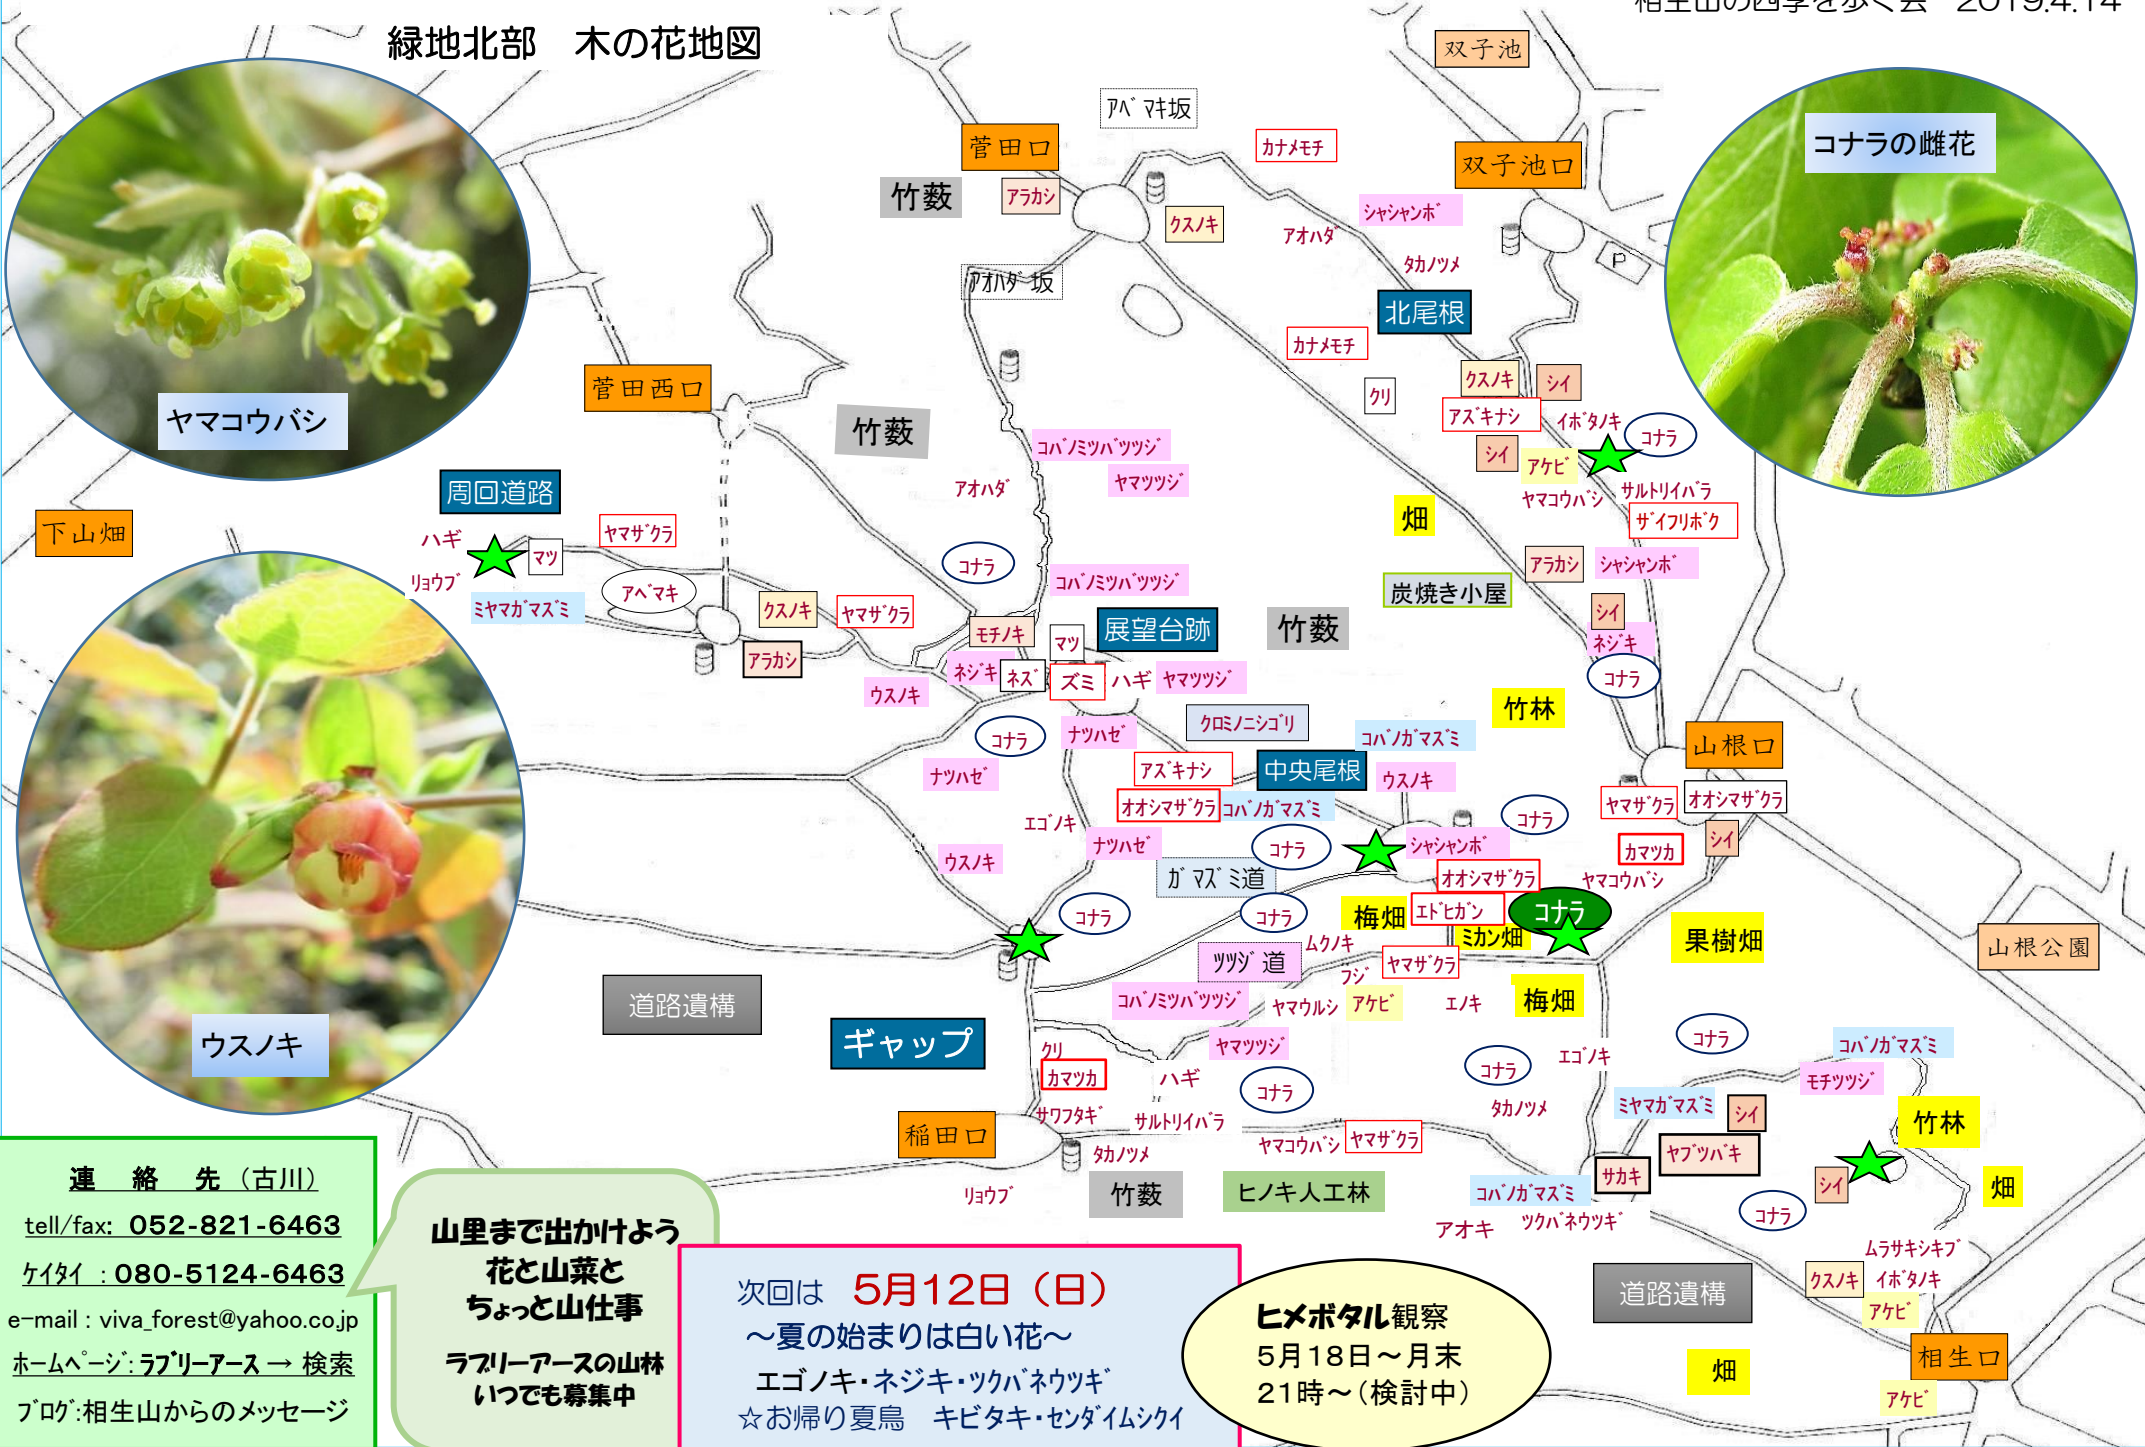 相生山の四季を歩く会 2019.4.14
緑地北部 木の花地図
双子池
アベマキ坂
菅田口
カナメモチ
双子池口
コナラの雌花
竹薮
アラカシ
クスノキ
シャシャンボ
アオハダ
タカノツメ
P
アオハダ坂
北尾根
カナメモチ
ヤマコウバシ
菅田西口
クリ
クスノキ
シイ
アズキナシ
イボタノキ
コナラ
竹薮
コバノミツバツツジ
シイ
アケビ
ヤマツツジ
周回道路
アオハダ
ヤマコウバシ
サルトリイバラ
ザイフリボク
畑
下山畑
ハギ
マツ
ヤマザクラ
コナラ
アラカシ
シャシャンボ
リョウブ
アベマキ
コバノミツバツツジ
炭焼き小屋
ミヤマガマズミ
クスノキ
ヤマザクラ
シイ
モチノキ
マツ
展望台跡
竹薮
ネジキ
アラカシ
ネジキ
ネズ
ズミ
ハギ
ヤマツツジ
コナラ
ウスノキ
竹林
コナラ
ナツハゼ
クロミノニシゴリ
コバノガマズミ
山根口
ナツハゼ
アズキナシ
中央尾根
ウスノキ
オオシマザクラ
コバノガマズミ
ヤマザクラ
オオシマザクラ
エゴノキ
コナラ
ナツハゼ
コナラ
シャシャンボ
カマツカ
シイ
ウスノキ
ガマズミ道
オオシマザクラ
ヤマコウバシ
コナラ
コナラ
梅畑
エドヒガン
コナラ
ミカン畑
果樹畑
山根公園
ムクノキ
ツツジ道
フジ
ヤマザクラ
コバノミツバツツジ
ヤマウルシ
アケビ
エノキ
梅畑
道路遺構
ウスノキ
ギャップ
クリ
ヤマツツジ
コナラ
コバノガマズミ
カマツカ
ハギ
コナラ
コナラ
エゴノキ
モチツツジ
サワフタギ
サルトリイバラ
タカノツメ
ミヤマガマズミ
シイ
竹林
稲田口
タカノツメ
ヤマコウバシ
ヤマザクラ
ヤブツバキ
リョウブ
竹薮
ヒノキ人工林
コバノガマズミ
サカキ
シイ
畑
アオキ
ツクバネウツギ
コナラ
ムラサキシキブ
クスノキ
イボタノキ
アケビ
道路遺構
相生口
畑
アケビ
連 絡 先 (古川)
tell/fax: 052-821-6463
ケイタイ :080-5124-6463
e-mail : viva_forest@yahoo.co.jp
ホームページ:ラブリーアース → 検索
ブログ:相生山からのメッセージ
山里まで出かけよう
花と山菜と
ちょっと山仕事
ラブリーアースの山林
いつでも募集中
次回は 5月12日(日)
~夏の始まりは白い花~
エゴノキ・ネジキ・ツクバネウツギ
☆お帰り夏鳥 キビタキ・センダイムシクイ
ヒメボタル観察
5月18日~月末
21時~(検討中)